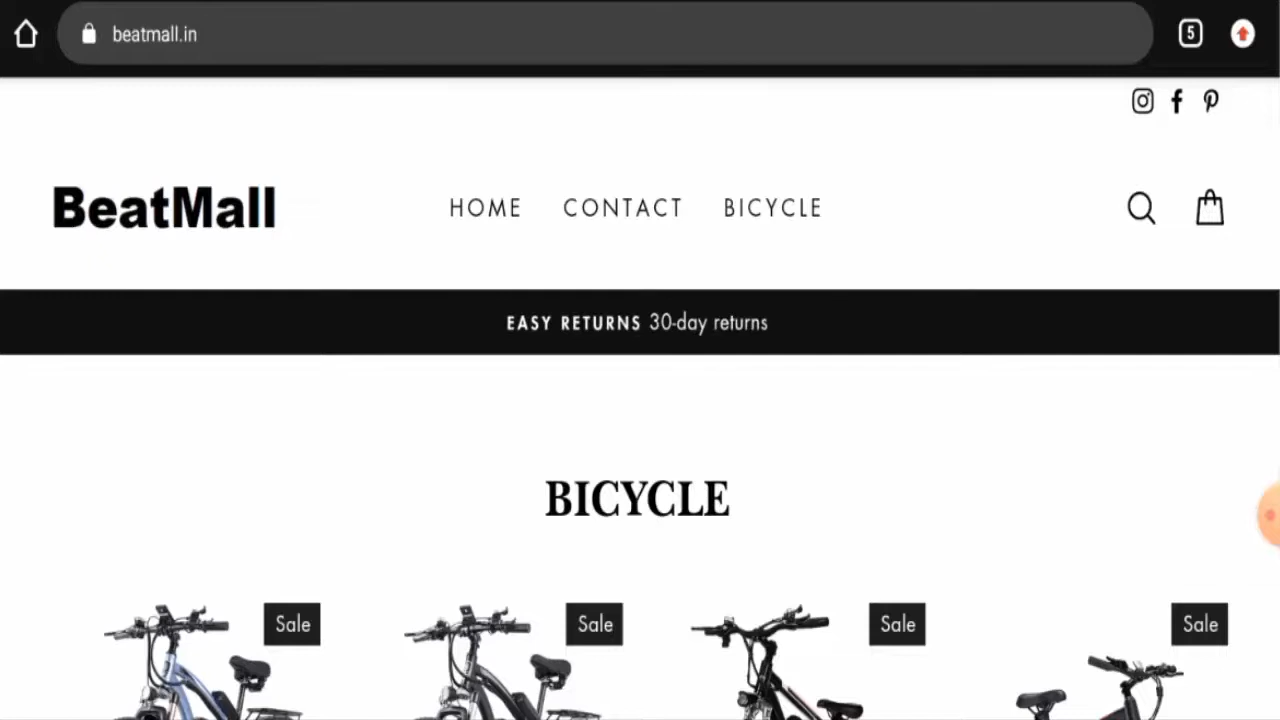 beatmall.in
5
BeatMall
HOME CONTACT BICYCLE
EASY RETURNS 30-day returns
BICYCLE
Sale Sale Sale Sale